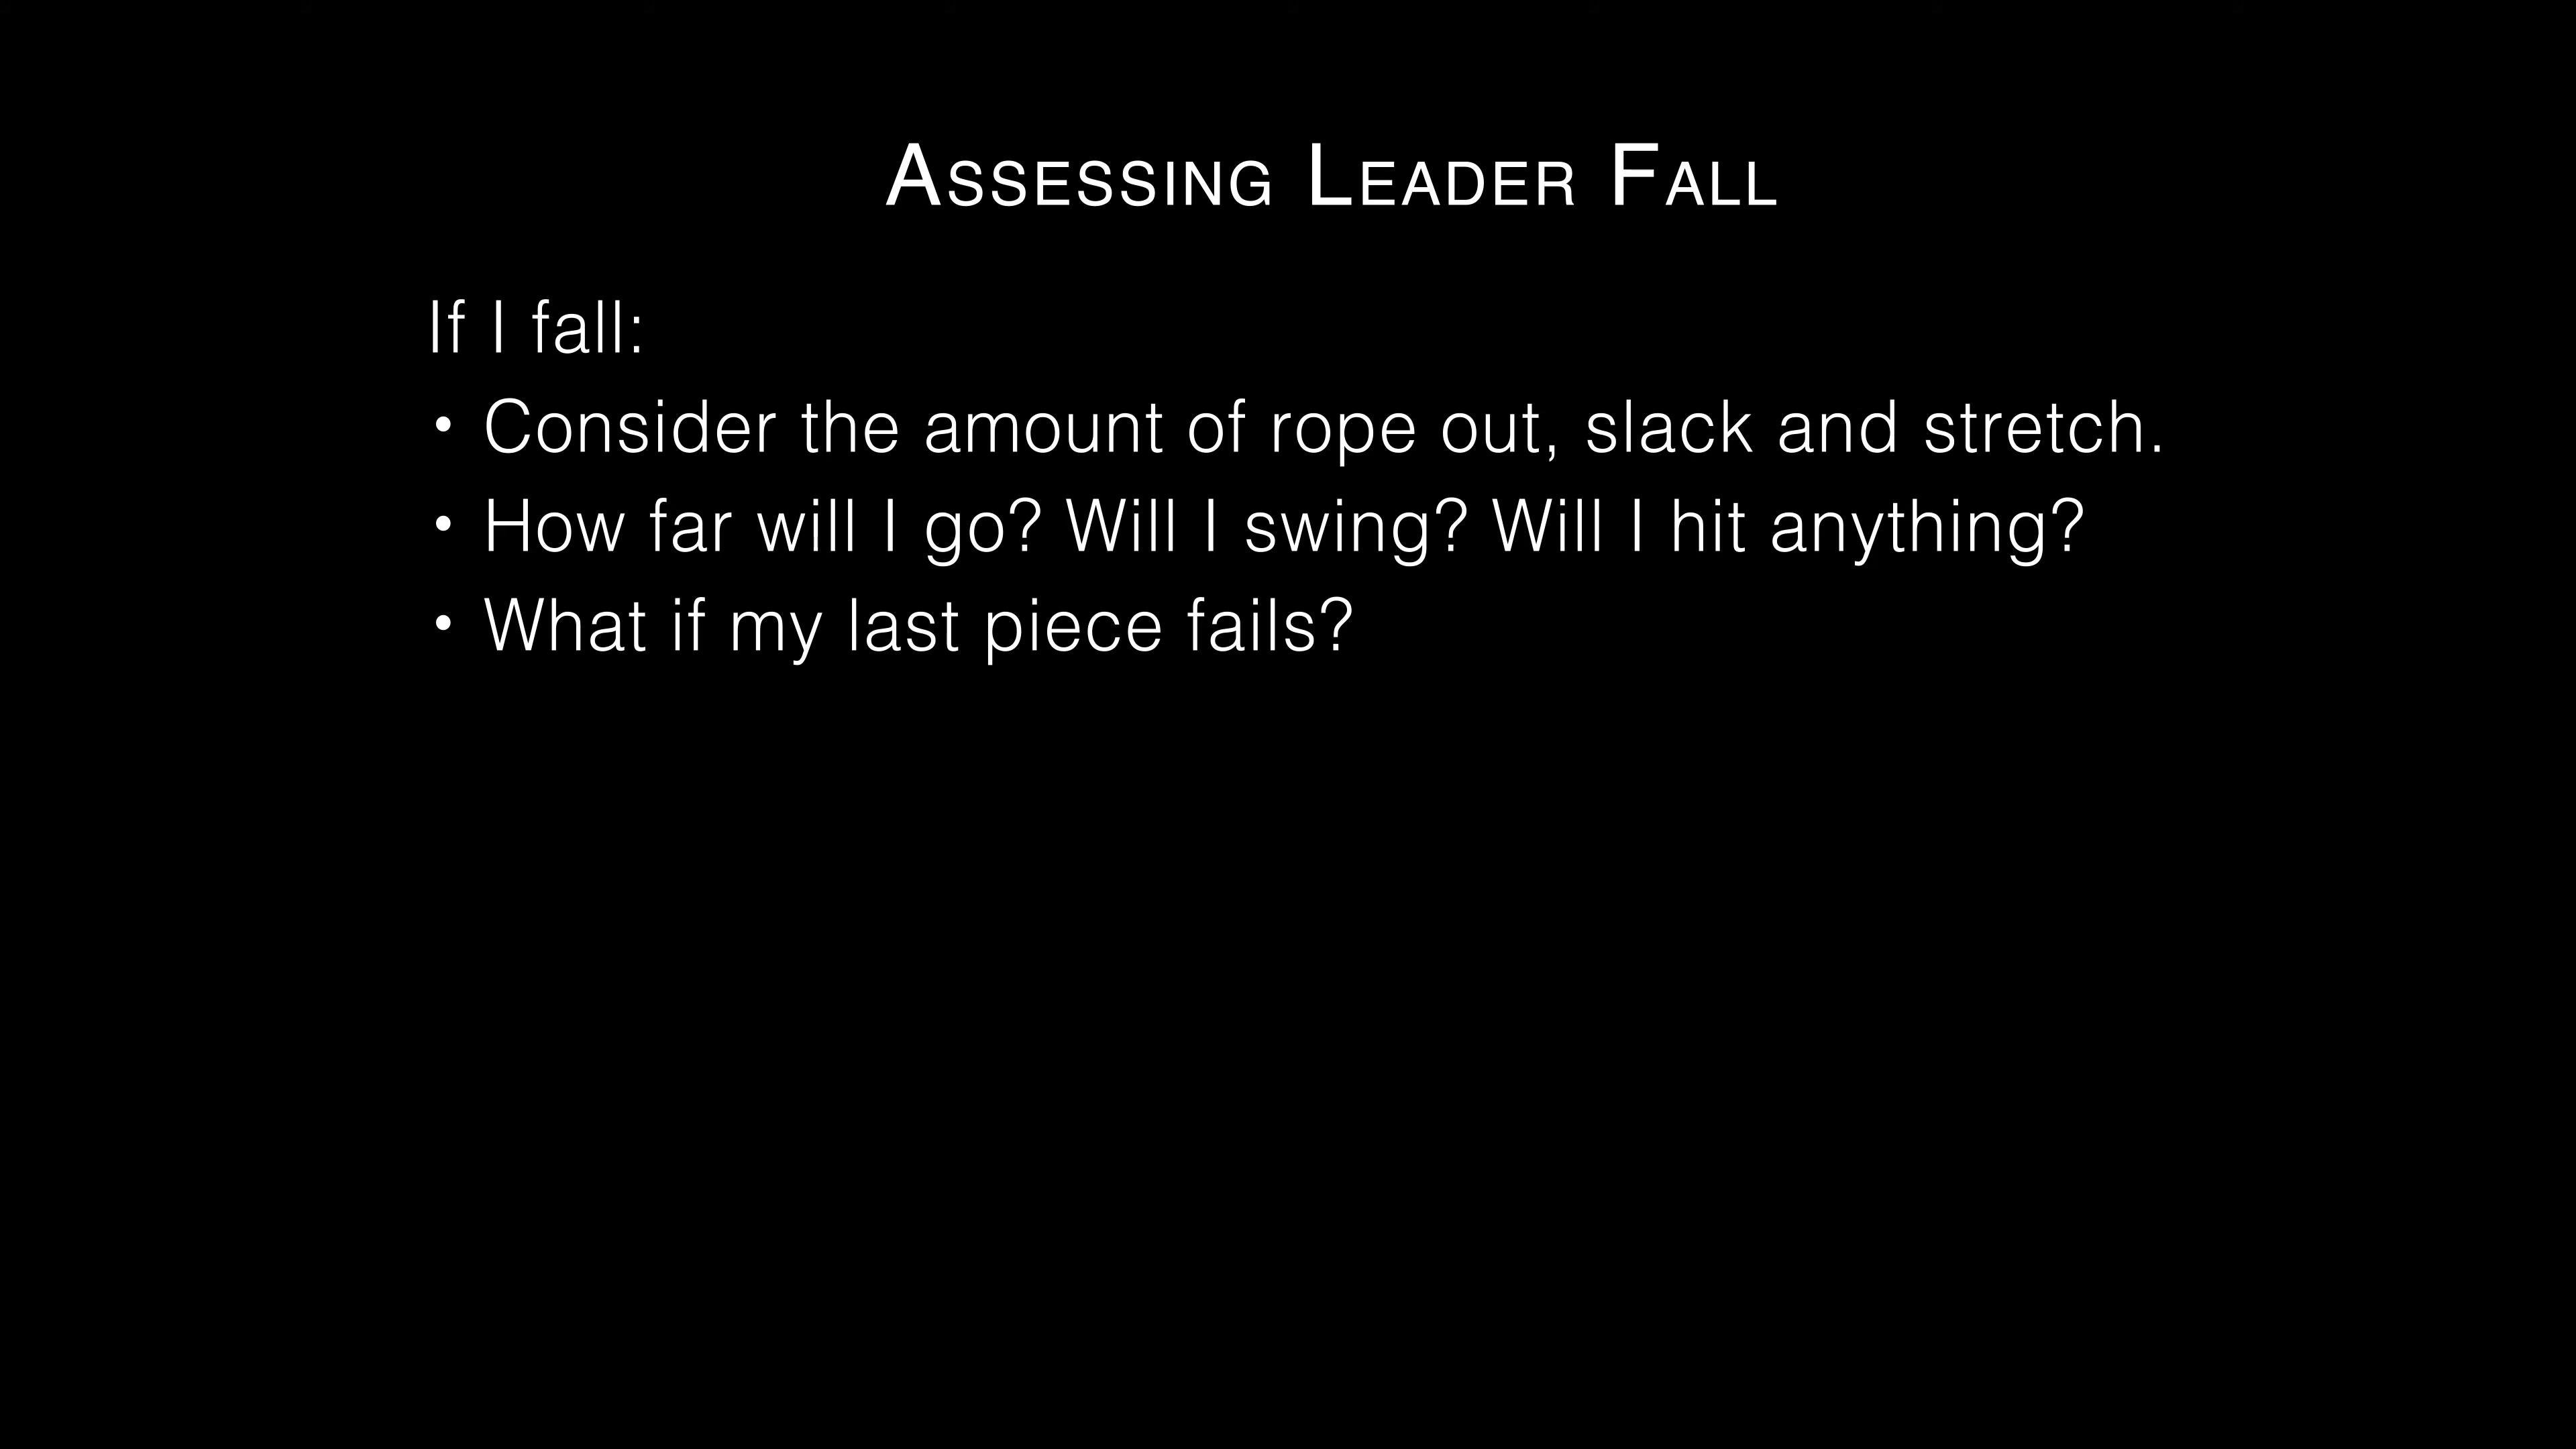 Assessing Leader Fall
If I fall:
• Consider the amount of rope out, slack and stretch.
• How far will I go? Will I swing? Will I hit anything?
• What if my last piece fails?